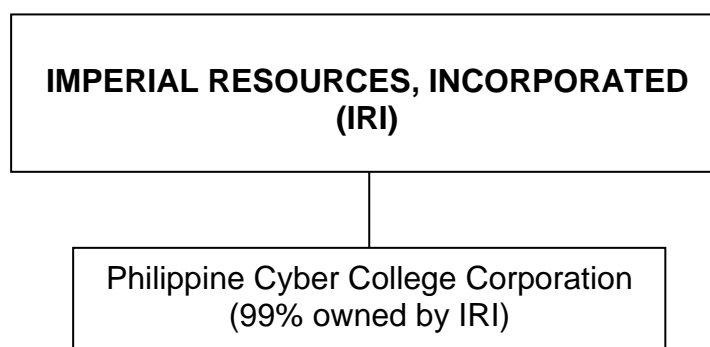 IMPERIAL RESOURCES, INCORPORATED
(IRI)
Philippine Cyber College Corporation
(99% owned by IRI)